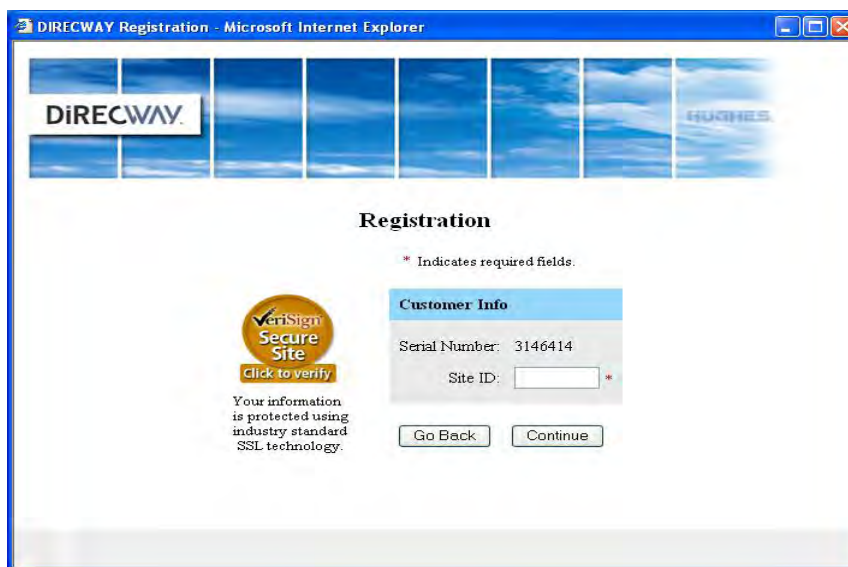 DIRECWAY Registration - Microsoft Internet Explorer
DiRECWAY.
HUGHES
Registration
* Indicates required fields.
Customer Info
Serial Number: 3146414
Site ID: *
VeriSign
Secure
Site
Click to verify
Your information
is protected using
industry standard
SSL technology.
Go Back Continue